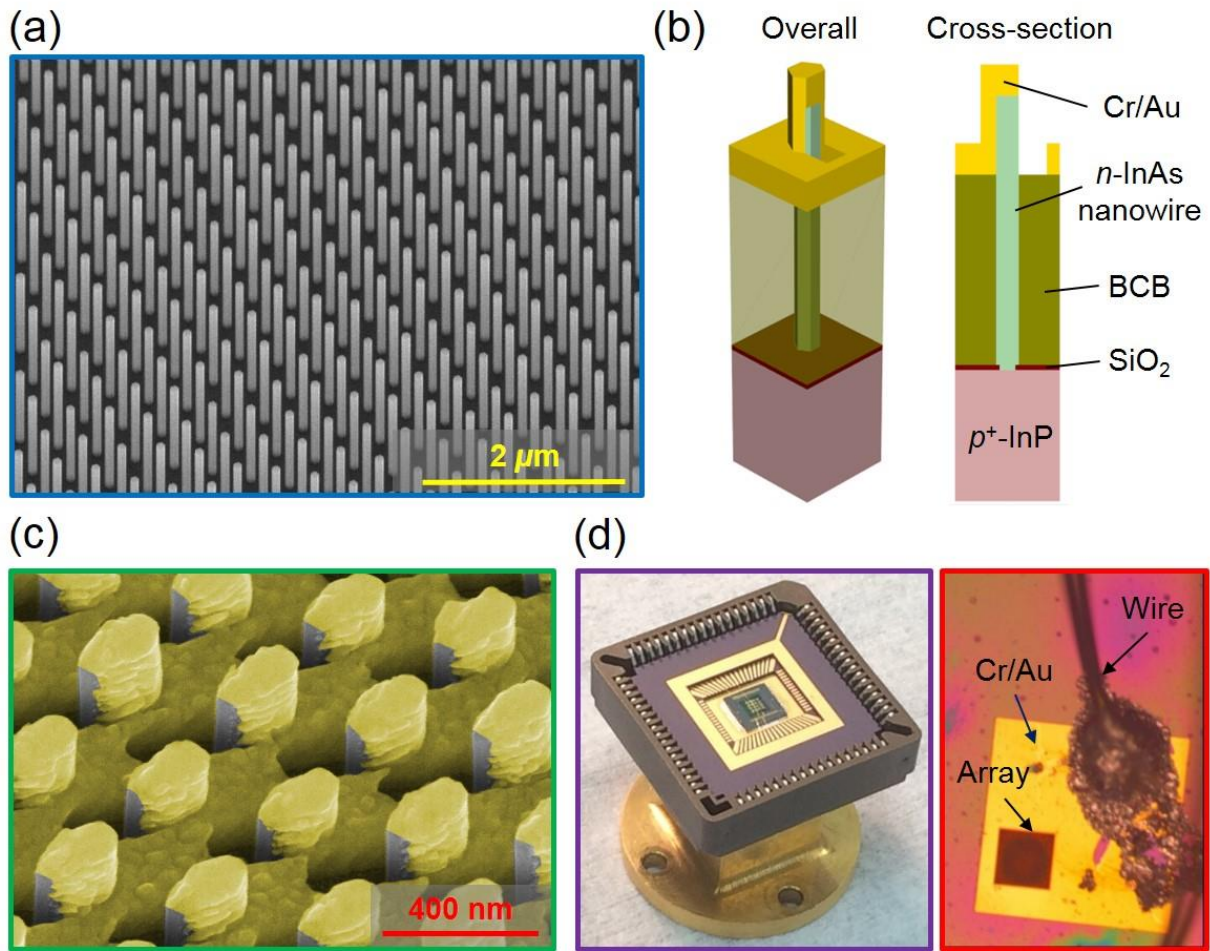 (a)
2 µm
(b)
Overall
Cross-section
Cr/Au
n-InAs
nanowire
BCB
SiO₂
p⁺-InP
(c)
400 nm
(d)
Wire
Cr/Au
Array